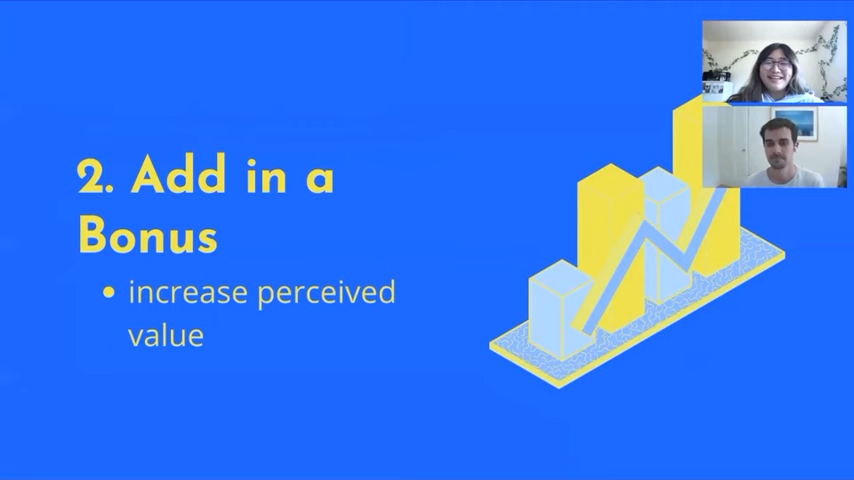 2. Add in a
Bonus
• increase perceived
value